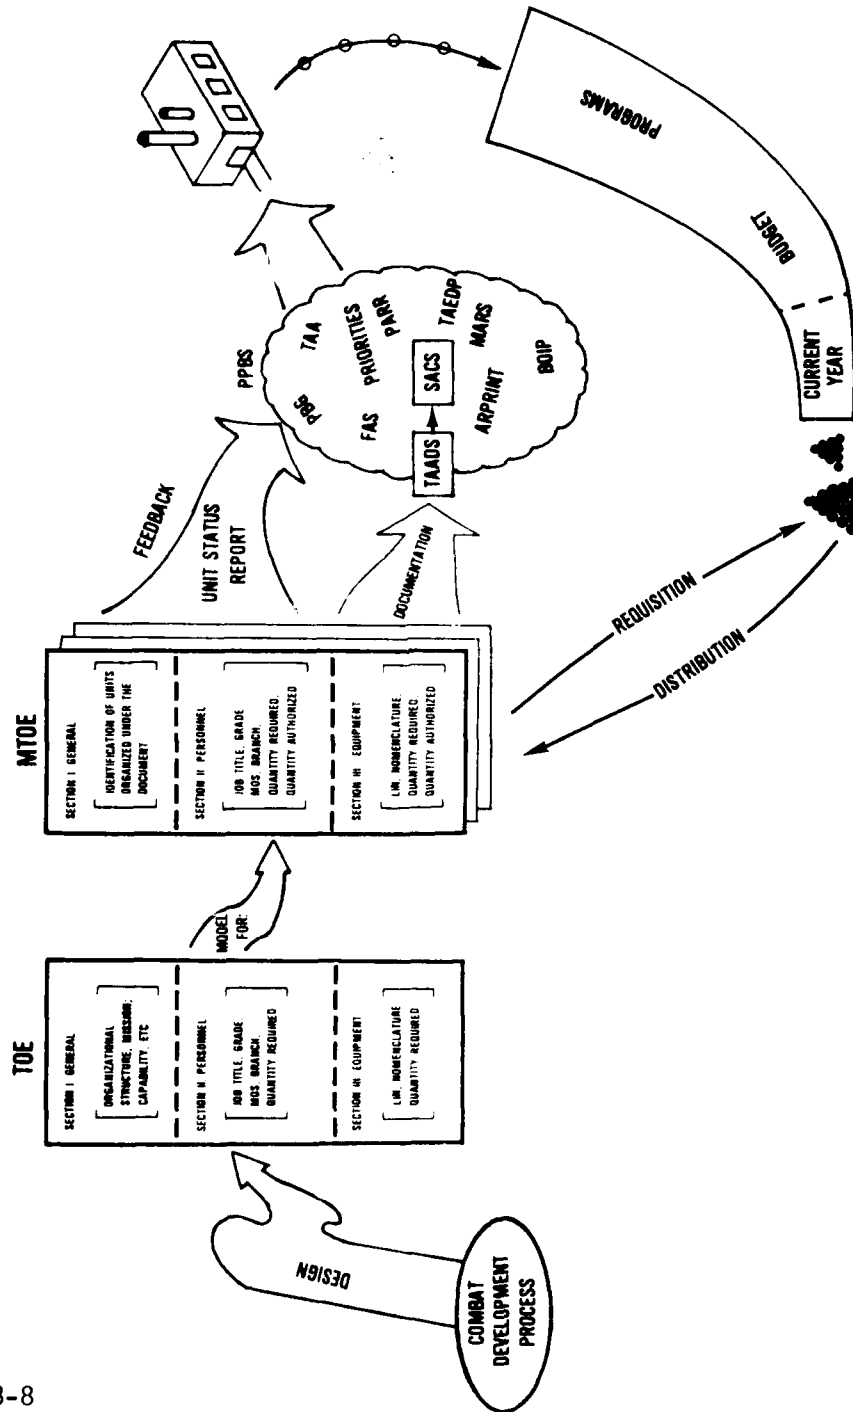 COMBAT
DEVELOPMENT
PROCESS
DESIGN
TOE
SECTION I GENERAL
ORGANIZATIONAL
STRUCTURE, MISSION,
CAPABILITY, ETC
SECTION II PERSONNEL
JOB TITLE, GRADE
MOS, BRANCH,
QUANTITY REQUIRED
SECTION III EQUIPMENT
LIN, NOMENCLATURE
QUANTITY REQUIRED
MODEL
FOR:
MTOE
SECTION I GENERAL
IDENTIFICATION OF UNITS
ORGANIZED UNDER THE
DOCUMENT
SECTION II PERSONNEL
JOB TITLE, GRADE
MOS, BRANCH,
QUANTITY REQUIRED,
QUANTITY AUTHORIZED
SECTION III EQUIPMENT
LIN, NOMENCLATURE
QUANTITY REQUIRED,
QUANTITY AUTHORIZED
FEEDBACK
UNIT STATUS
REPORT
DOCUMENTATION
PPBS
PBG
TAA
FAS
PRIORITIES
PARR
TAADS
SACS
TAEDP
ARPRINT
MARS
BOIP
REQUISITION
DISTRIBUTION
PROGRAMS
BUDGET
CURRENT
YEAR
3-8